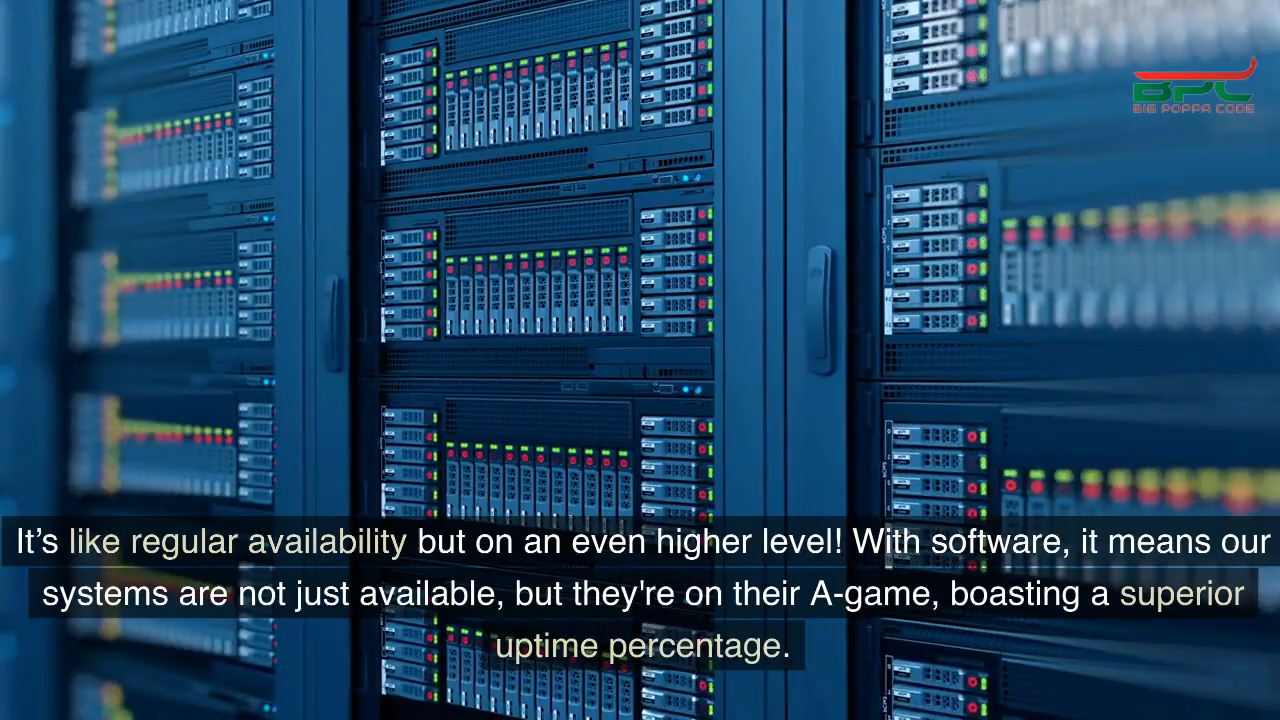 BPC
BIG POPPA CODE
It’s like regular availability but on an even higher level! With software, it means our
systems are not just available, but they're on their A-game, boasting a superior
uptime percentage.